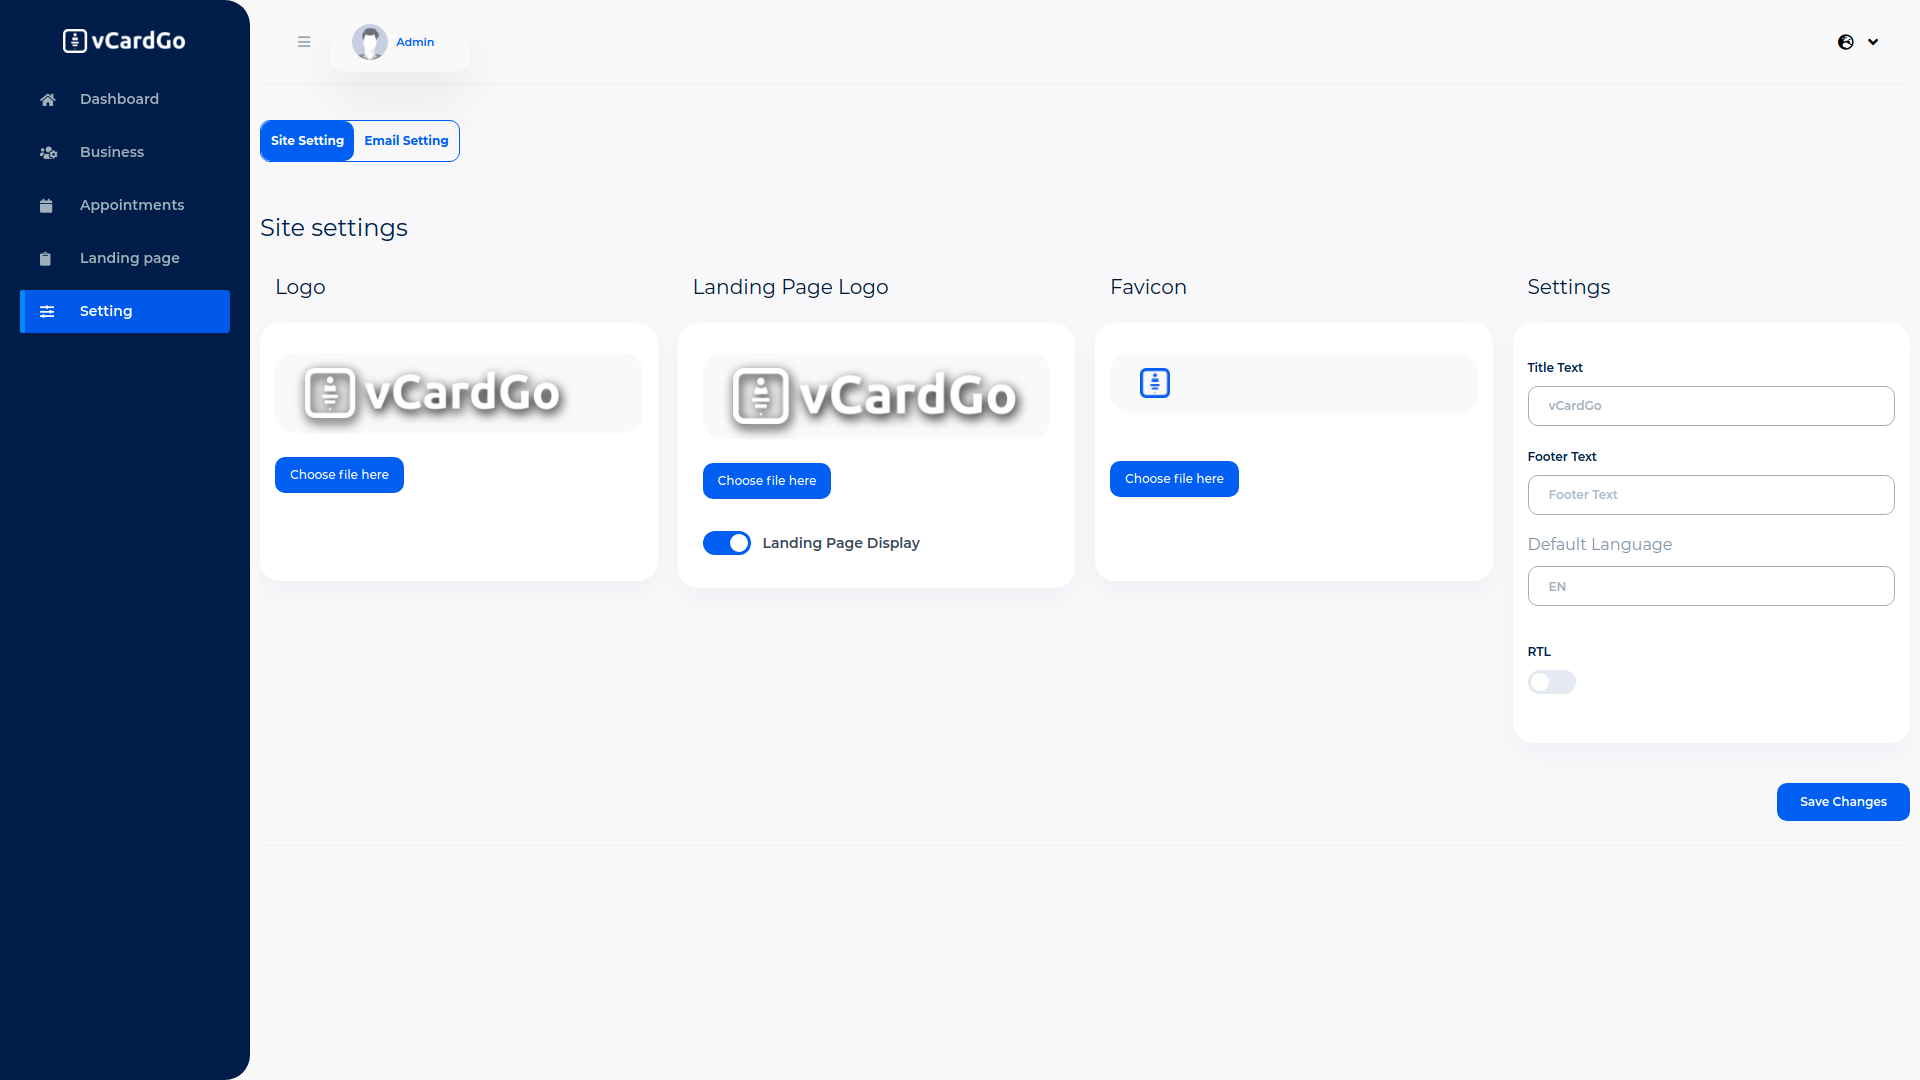 vCardGo
Dashboard
Business
Appointments
Landing page
Setting
Admin
Site Setting
Email Setting
Site settings
Logo
vCardGo
Choose file here
Landing Page Logo
vCardGo
Choose file here
Landing Page Display
Favicon
Choose file here
Settings
Title Text
vCardGo
Footer Text
Footer Text
Default Language
EN
RTL
Save Changes